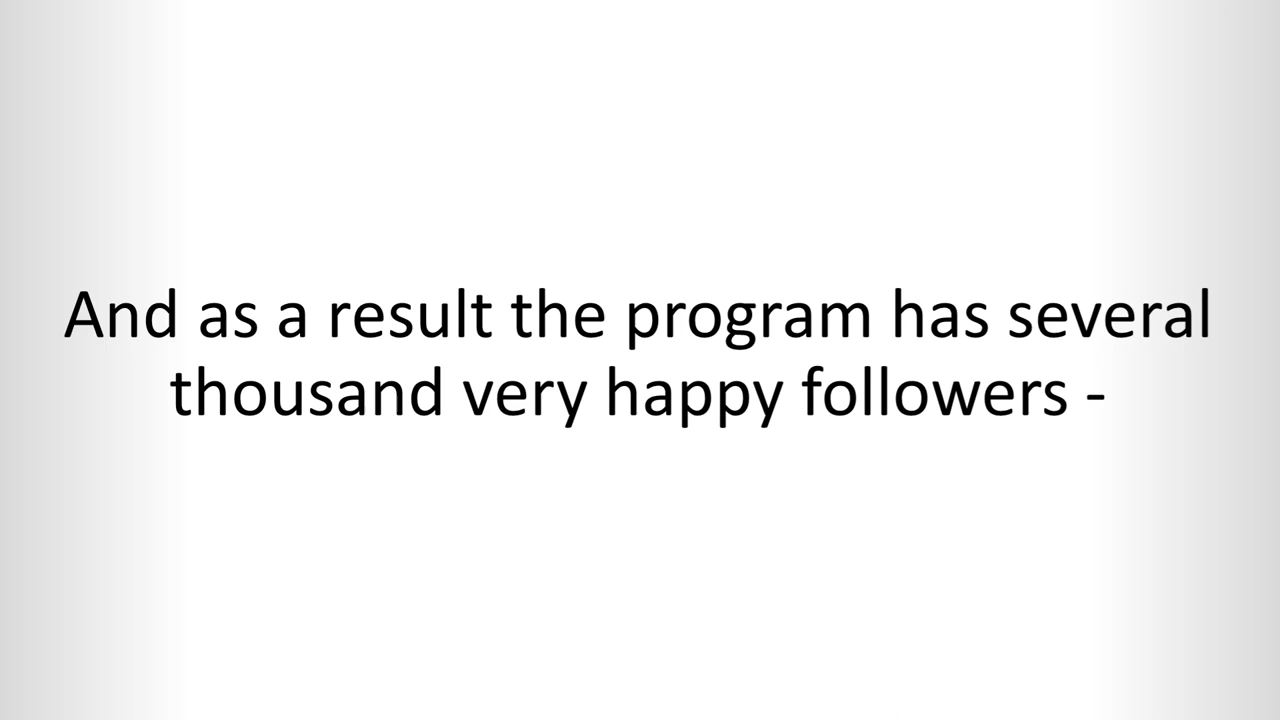 And as a result the program has several
thousand very happy followers -